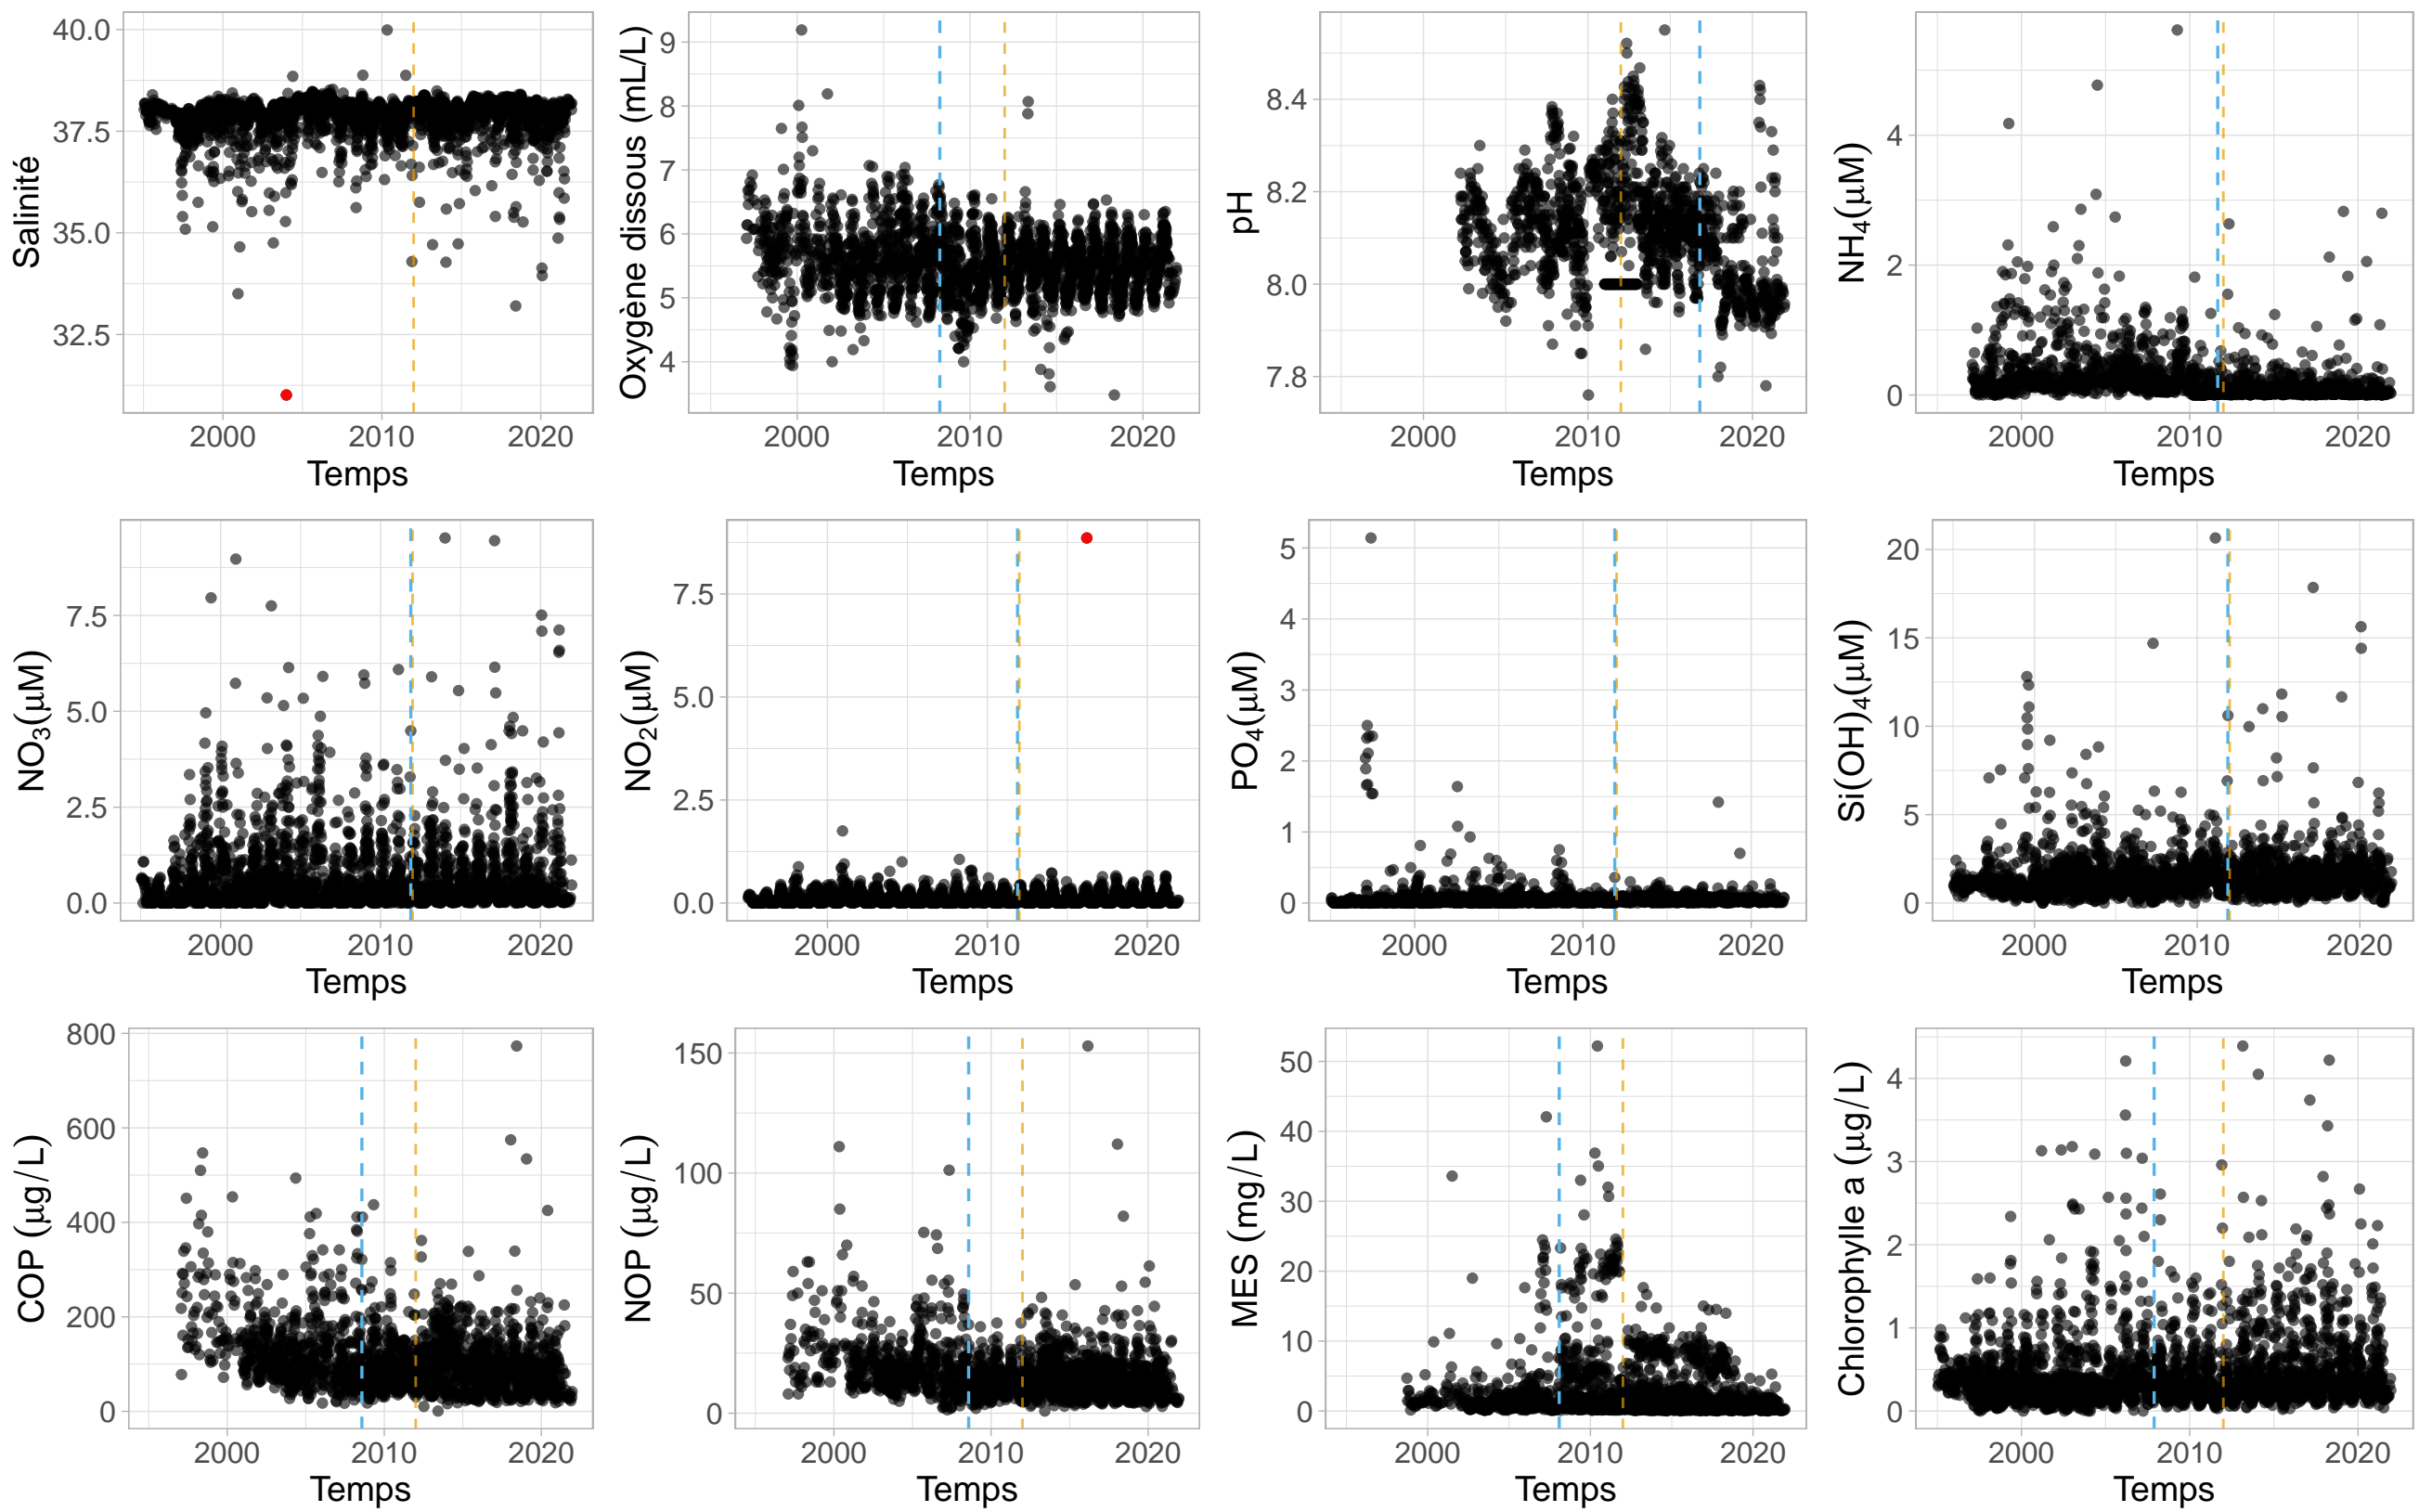 Salinité
40.0
37.5
35.0
32.5
2000 2010 2020
Temps
Oxygène dissous (mL/L)
9
8
7
6
5
4
2000 2010 2020
Temps
pH
8.4
8.2
8.0
7.8
2000 2010 2020
Temps
NH₄(μM)
4
2
0
2000 2010 2020
Temps
NO₃(μM)
7.5
5.0
2.5
0.0
2000 2010 2020
Temps
NO₂(μM)
7.5
5.0
2.5
0.0
2000 2010 2020
Temps
PO₄(μM)
5
4
3
2
1
0
2000 2010 2020
Temps
Si(OH)₄(μM)
20
15
10
5
0
2000 2010 2020
Temps
COP (μg/L)
800
600
400
200
0
2000 2010 2020
Temps
NOP (μg/L)
150
100
50
0
2000 2010 2020
Temps
MES (mg/L)
50
40
30
20
10
0
2000 2010 2020
Temps
Chlorophylle a (μg/L)
4
3
2
1
0
2000 2010 2020
Temps